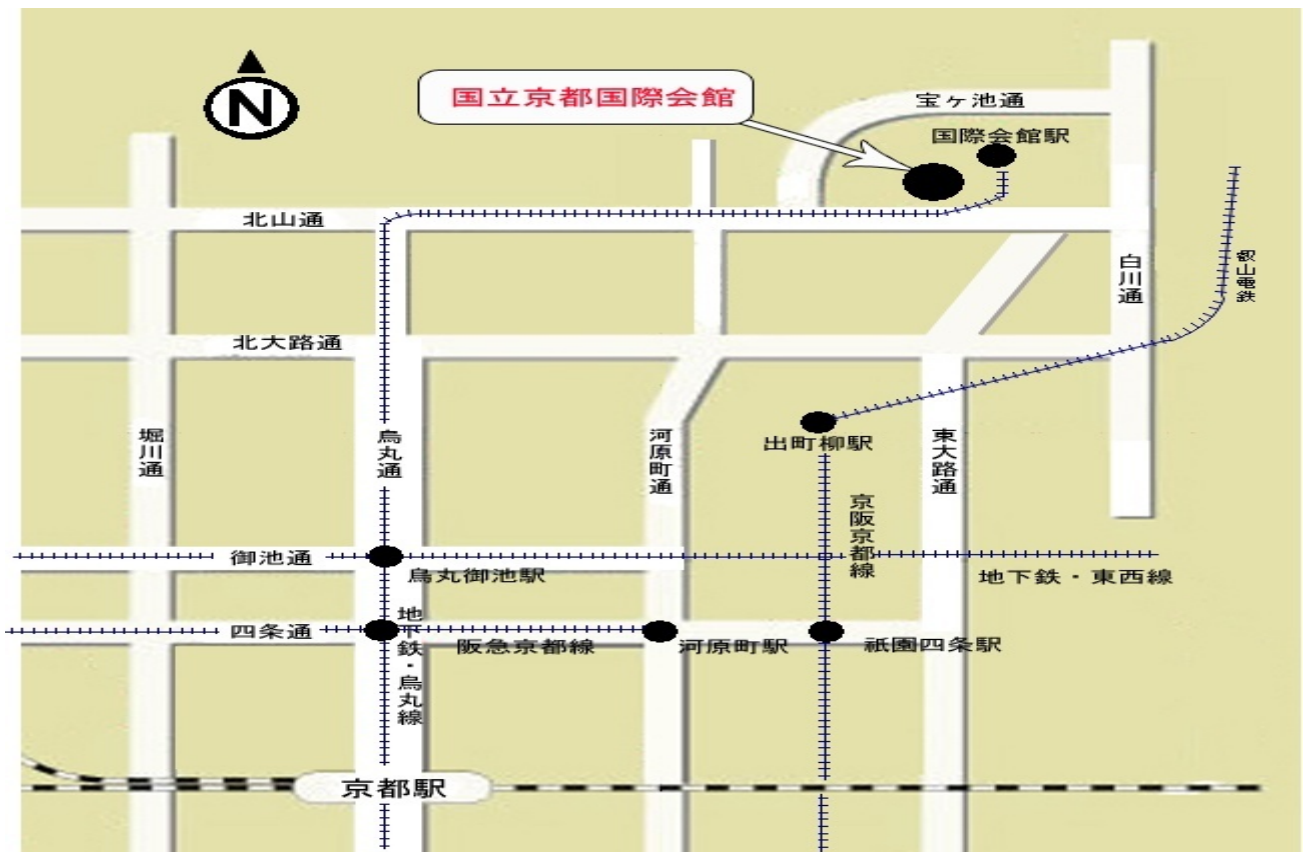 N
国立京都国際会館
宝ヶ池通
国際会館駅
北山通
白川通
叡山電鉄
北大路通
堀川通
烏丸通
河原町通
出町柳駅
東大路通
京阪京都線
御池通
烏丸御池駅
地下鉄・東西線
四条通
地下鉄・烏丸線
阪急京都線
河原町駅
祇園四条駅
京都駅